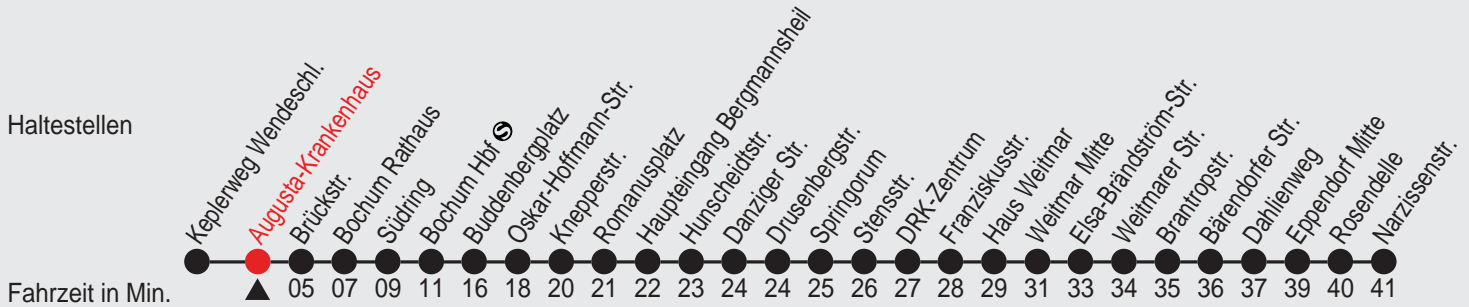 Haltestellen
Keplerweg Wendeschl.
Augusta-Krankenhaus
Brückstr.
Bochum Rathaus
Südring
Bochum Hbf S
Buddenbergplatz
Oskar-Hoffmann-Str.
Knepperstr.
Romanusplatz
Haupteingang Bergmannsheil
Hunscheidtstr.
Danziger Str.
Drusenbergstr.
Springorum
Stensstr.
DRK-Zentrum
Franziskusstr.
Haus Weitmar
Weitmar Mitte
Elsa-Brändström-Str.
Weitmarer Str.
Brantropstr.
Bärendorfer Str.
Dahlienweg
Eppendorf Mitte
Rosendelle
Narzissenstr.
Fahrzeit in Min. 05 07 09 11 16 18 20 21 22 23 24 24 25 26 27 28 29 31 33 34 35 36 37 39 40 41